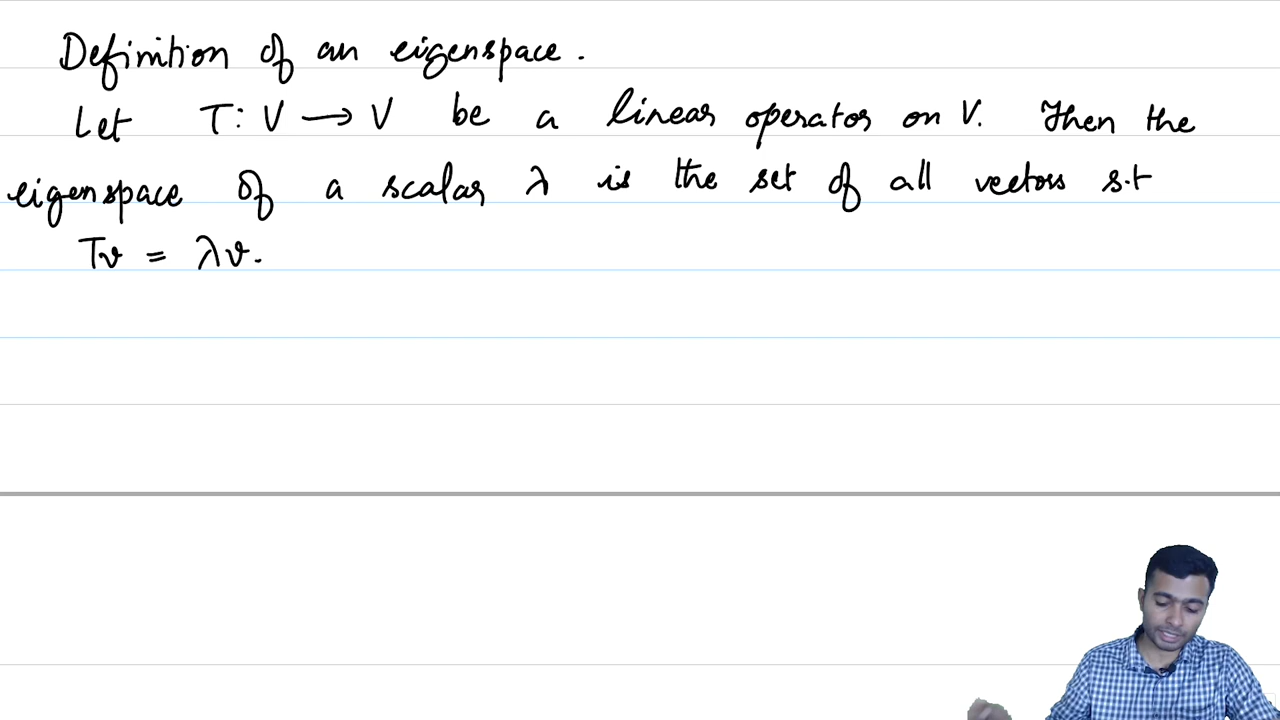 Definition of an eigenspace.
Let T: V → V be a linear operator on V. Then the
eigenspace of a scalar λ is the set of all vectors s.t
Tv = λv.